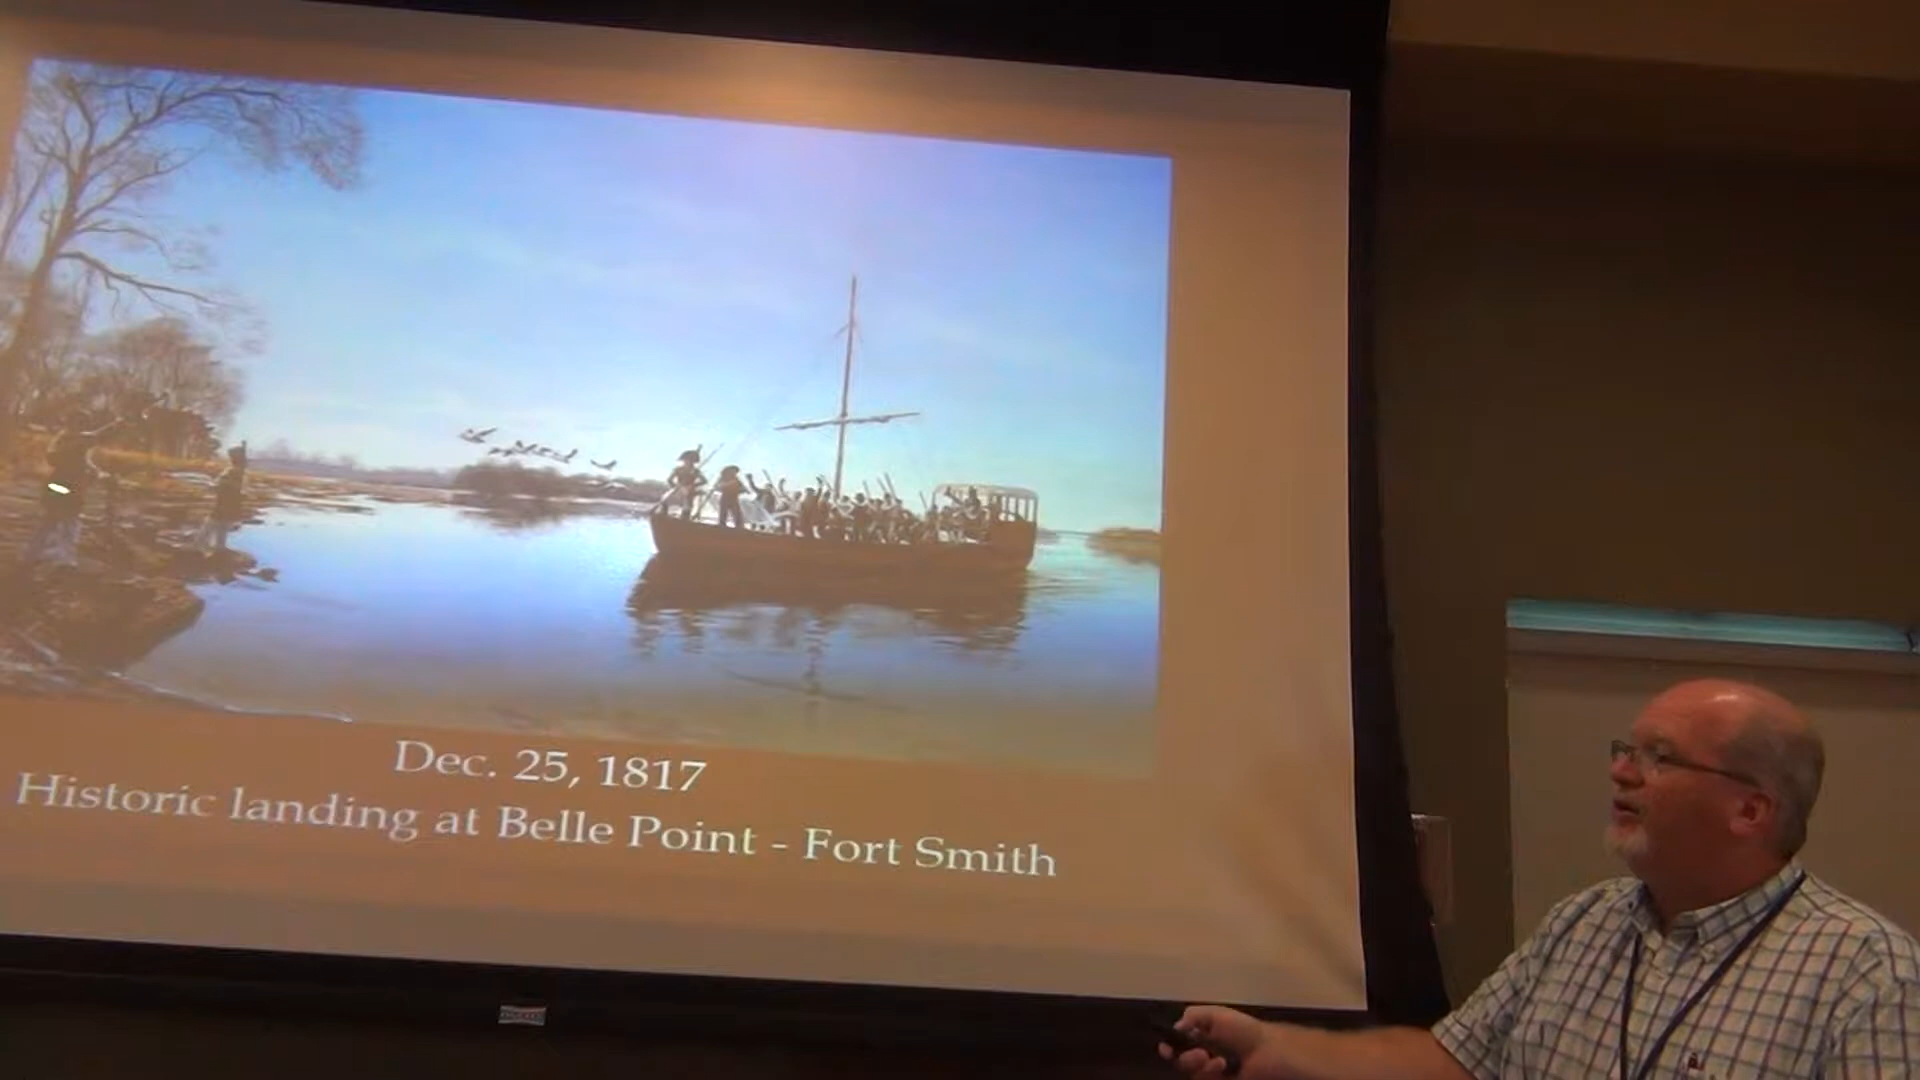 Dec. 25, 1817
Historic landing at Belle Point - Fort Smith